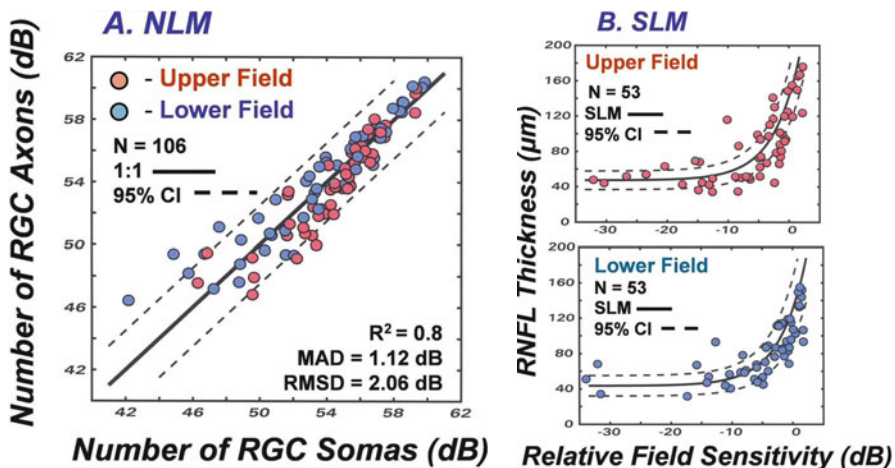 A. NLM
Number of RGC Axons (dB)
62
58
54
50
46
42
- Upper Field
- Lower Field
N = 106
1:1
95% CI
R² = 0.8
MAD = 1.12 dB
RMSD = 2.06 dB
42 46 50 54 58 62
Number of RGC Somas (dB)
B. SLM
RNFL Thickness (µm)
200
160
120
80
40
0
Upper Field
N = 53
SLM
95% CI
-30 -20 -10 0
200
160
120
80
40
0
Lower Field
N = 53
SLM
95% CI
-30 -20 -10 0
Relative Field Sensitivity (dB)